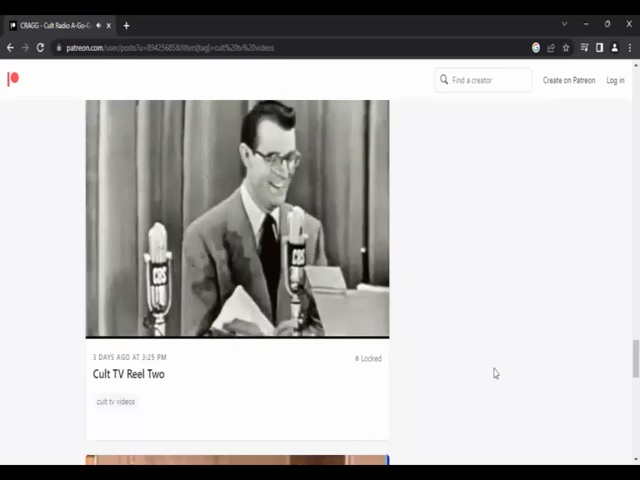 CRAGG - Cult Radio A-Go-G
patreon.com/user/posts?u=89425685&filters[tag]=cult%20tv%20videos
Find a creator
Create on Patreon
Log in
CBS
CBS
3 DAYS AGO AT 3:25 PM
Locked
Cult TV Reel Two
cult tv videos